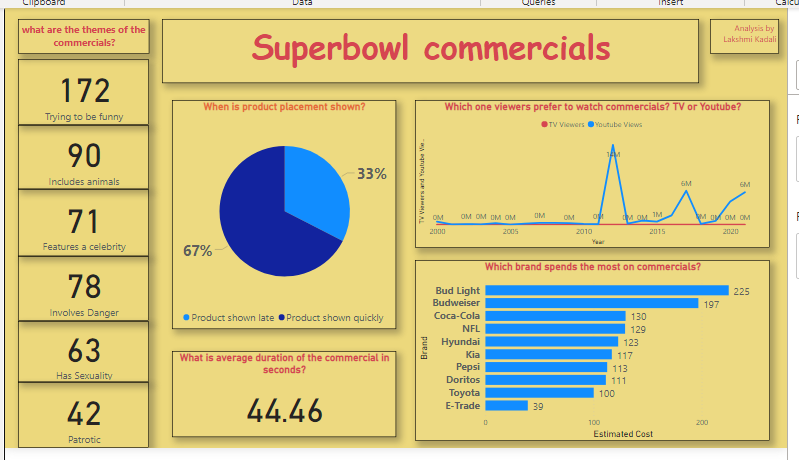 Clipboard
Data
Queries
Insert
what are the themes of the
commercials?
Superbowl commercials
Analysis by
Lakshmi Kadali
172
Trying to be funny
90
Includes animals
71
Features a celebrity
78
Involves Danger
63
Has Sexuality
42
Patrotic
When is product placement shown?
33%
67%
Product shown late
Product shown quickly
What is average duration of the commercial in
seconds?
44.46
Which one viewers prefer to watch commercials? TV or Youtube?
TV Viewers
Youtube Views
TV Viewers and Youtube Vie...
14M
6M
6M
0M
0M
0M
0M
0M
0M
0M
0M
0M
0M
1M
0M
0M
0M
0M
2000
2005
2010
2015
2020
Year
Which brand spends the most on commercials?
Brand
Bud Light 225
Budweiser 197
Coca-Cola 130
NFL 129
Hyundai 123
Kia 117
Pepsi 113
Doritos 111
Toyota 100
E-Trade 39
0
100
200
Estimated Cost